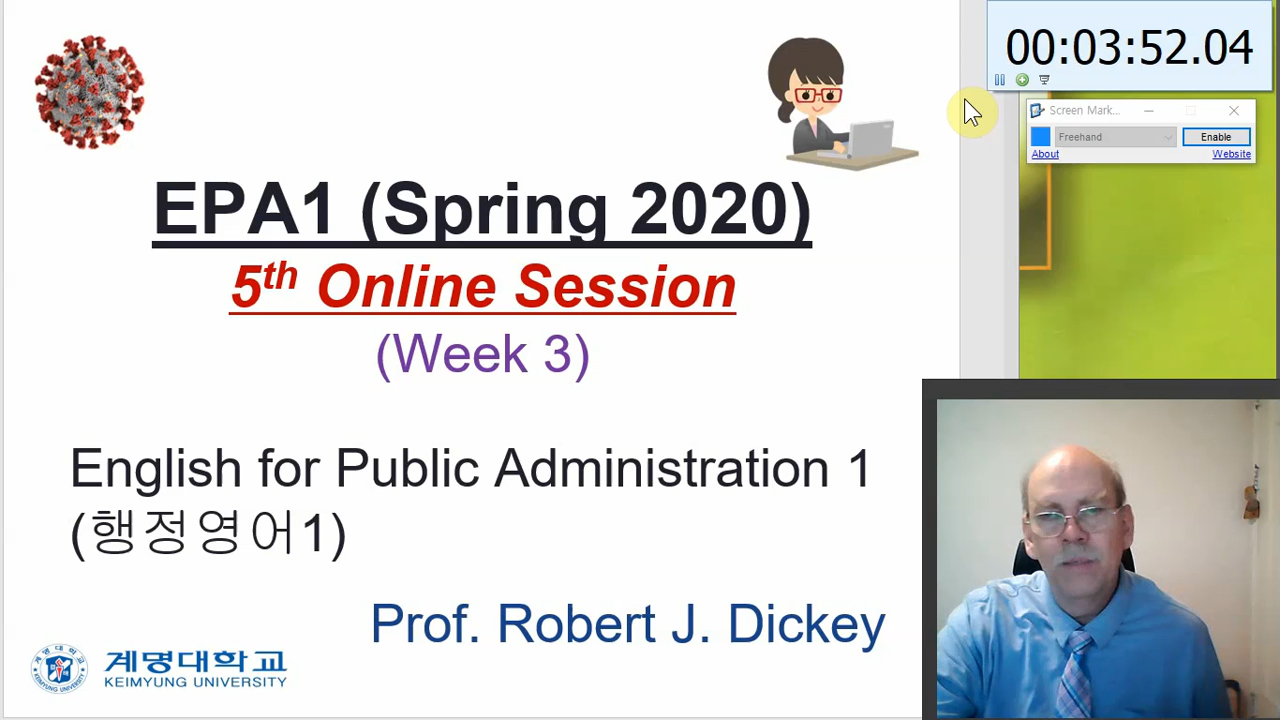 00:03:52.04
Screen Mark...
Freehand
Enable
About
Website
EPA1 (Spring 2020)
5th Online Session
(Week 3)
English for Public Administration 1
(행정영어1)
Prof. Robert J. Dickey
계명대학교
KEIMYUNG UNIVERSITY